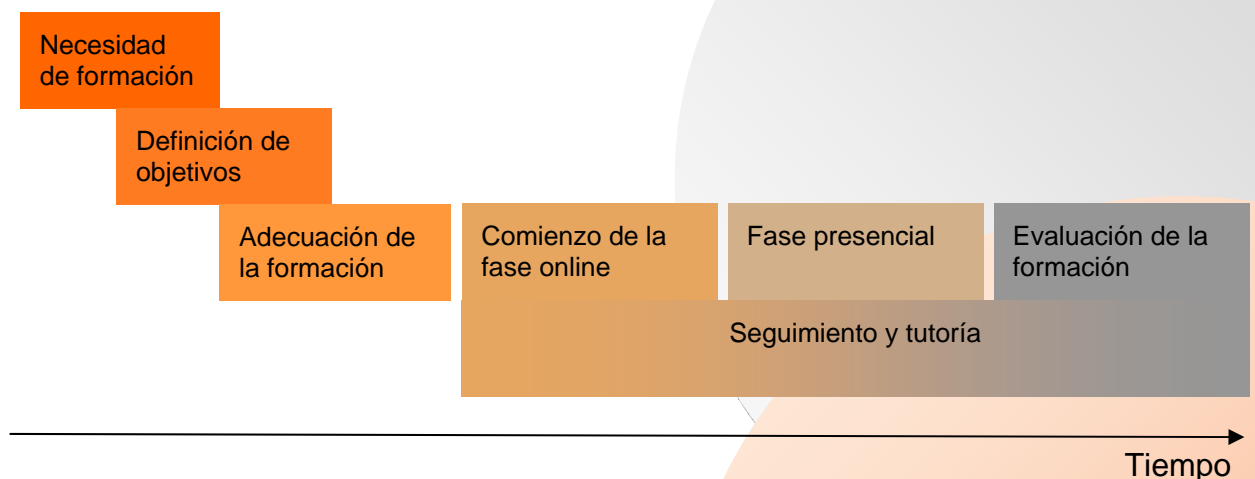 Necesidad
de formación
Definición de
objetivos
Adecuación de
la formación
Comienzo de la
fase online
Fase presencial
Evaluación de la
formación
Seguimiento y tutoría
Tiempo